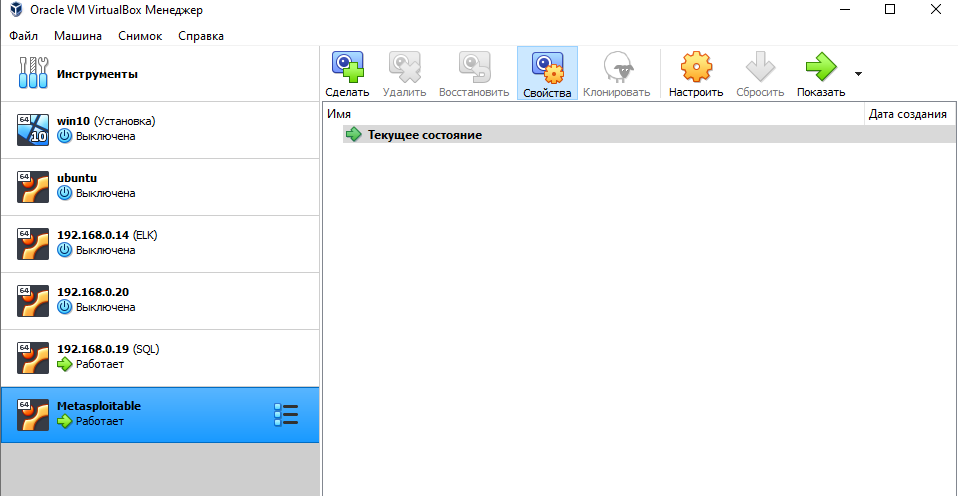 Oracle VM VirtualBox Менеджер
Файл Машина Снимок Справка
Инструменты
Сделать Удалить Восстановить Свойства Клонировать Настроить Сбросить Показать
Имя Дата создания
Текущее состояние
64 10 win10 (Установка)
Выключена
64 ubuntu
Выключена
64 192.168.0.14 (ELK)
Выключена
64 192.168.0.20
Выключена
64 192.168.0.19 (SQL)
Работает
64 Metasploitable
Работает